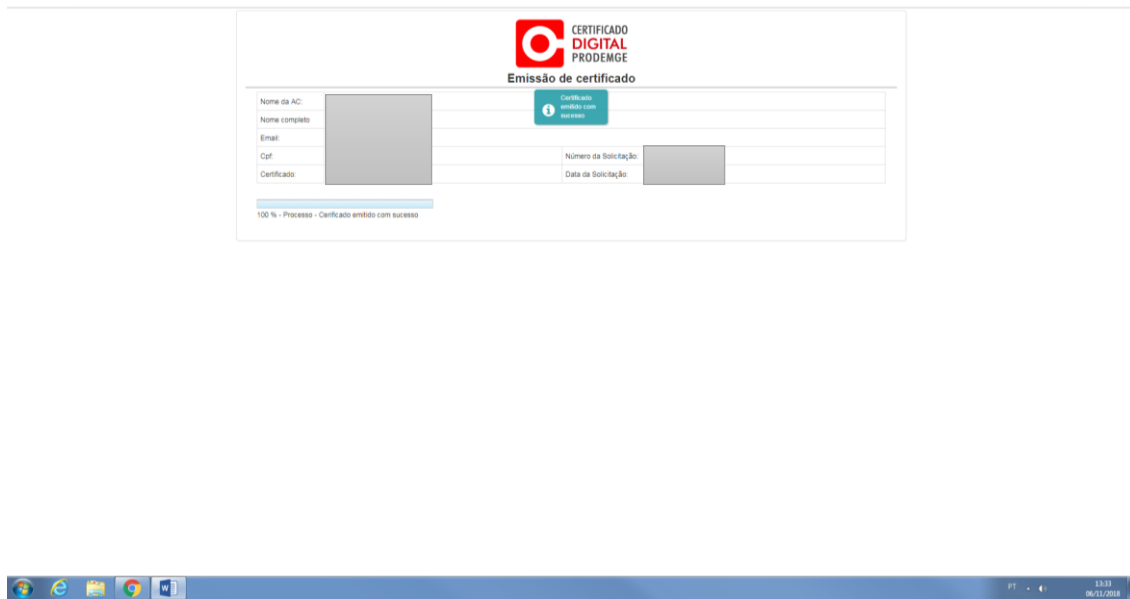 CERTIFICADO
DIGITAL
PRODEMGE
Emissão de certificado
Certificado
emitido com
sucesso
Nome da AC:
Nome completo
Email:
Cpf:
Número da Solicitação:
Certificado:
Data da Solicitação:
100 % - Processo - Cerificado emitido com sucesso
PT
13:33
06/11/2018